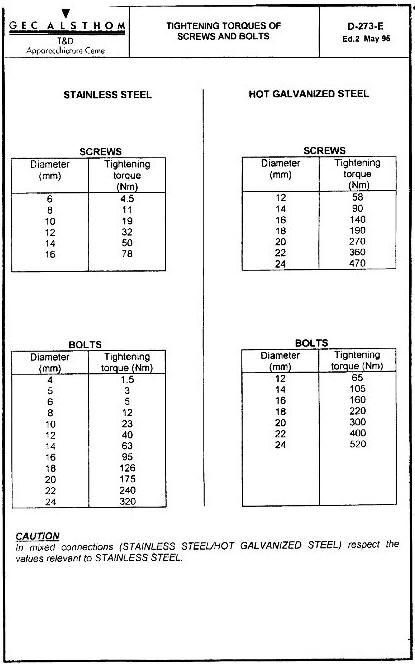 GEC ALSTHOM
T&D
Apparecchiature Ceme
TIGHTENING TORQUES OF
SCREWS AND BOLTS
D-273-E
Ed.2 May 96
STAINLESS STEEL
SCREWS
Diameter Tightening
(mm) torque
(Nm)
6 4.5
8 11
10 19
12 32
14 50
16 78
BOLTS
Diameter Tightening
(mm) torque (Nm)
4 1.5
5 3
6 5
8 12
10 23
12 40
14 63
16 95
18 126
20 175
22 240
24 320
HOT GALVANIZED STEEL
SCREWS
Diameter Tightening
(mm) torque
(Nm)
12 58
14 90
16 140
18 190
20 270
22 360
24 470
BOLTS
Diameter Tightening
(mm) torque (Nm)
12 65
14 105
16 160
18 220
20 300
22 400
24 520
CAUTION
In mixed connections (STAINLESS STEEL/HOT GALVANIZED STEEL) respect the
values relevant to STAINLESS STEEL.